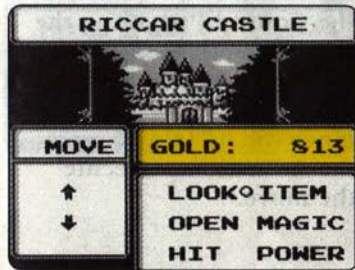 RICCAR CASTLE
MOVE
GOLD: 813
LOOK ITEM
OPEN MAGIC
HIT POWER